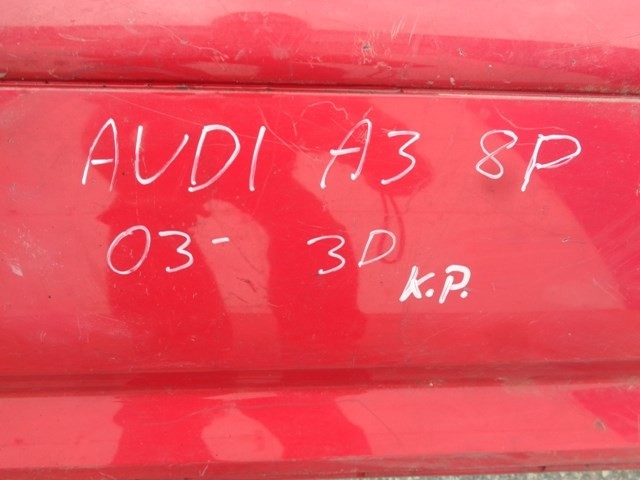 AUDI A3 8P
03- 3D
K.P.